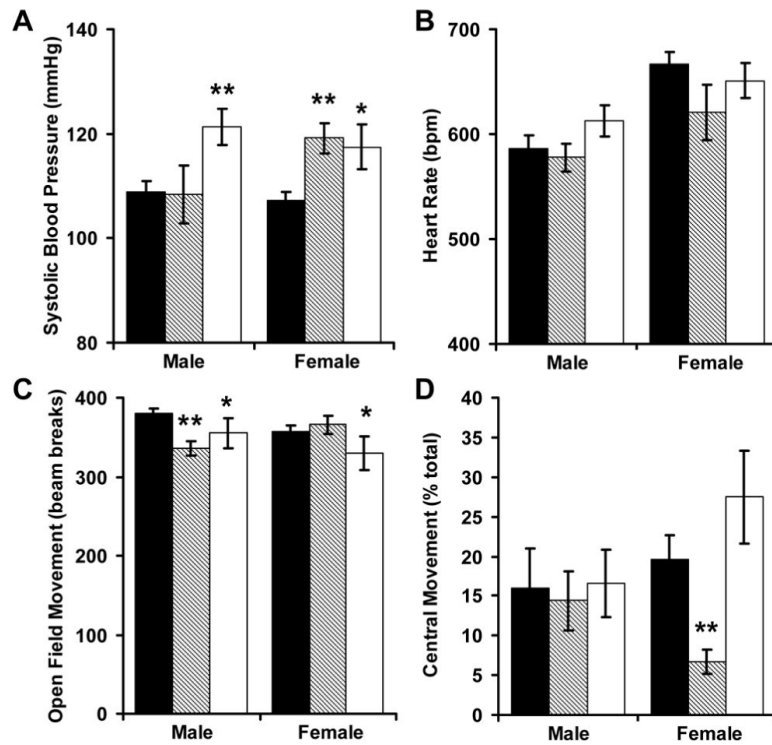 A
Systolic Blood Pressure (mmHg)
140
120
100
80
**
**
*
Male
Female
B
Heart Rate (bpm)
700
600
500
400
Male
Female
C
Open Field Movement (beam breaks)
400
300
200
100
0
**
*
*
Male
Female
D
Central Movement (% total)
40
35
30
25
20
15
10
5
0
**
Male
Female